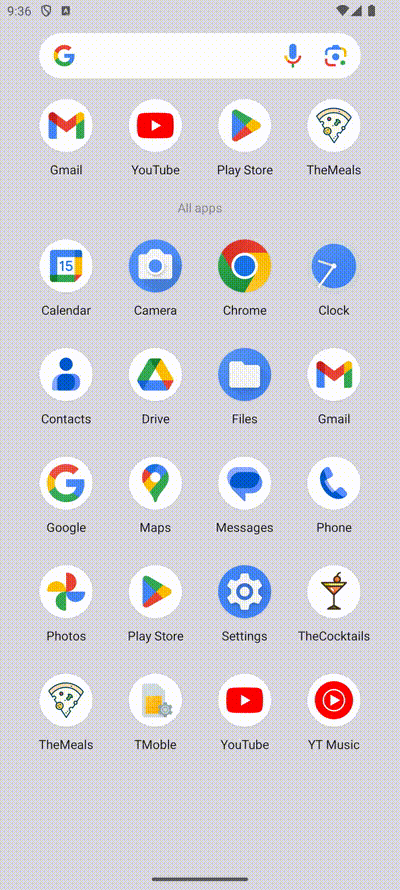 9:36
Gmail YouTube Play Store TheMeals
All apps
15
Calendar Camera Chrome Clock
Contacts Drive Files Gmail
Google Maps Messages Phone
Photos Play Store Settings TheCocktails
TheMeals TMoble YouTube YT Music